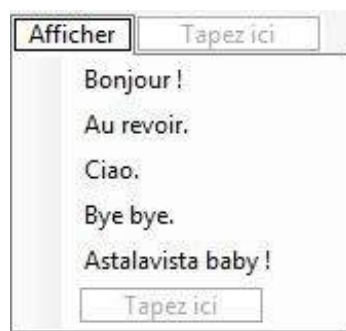 Afficher Tapez ici
Bonjour !
Au revoir.
Ciao.
Bye bye.
Astalavista baby !
Tapez ici